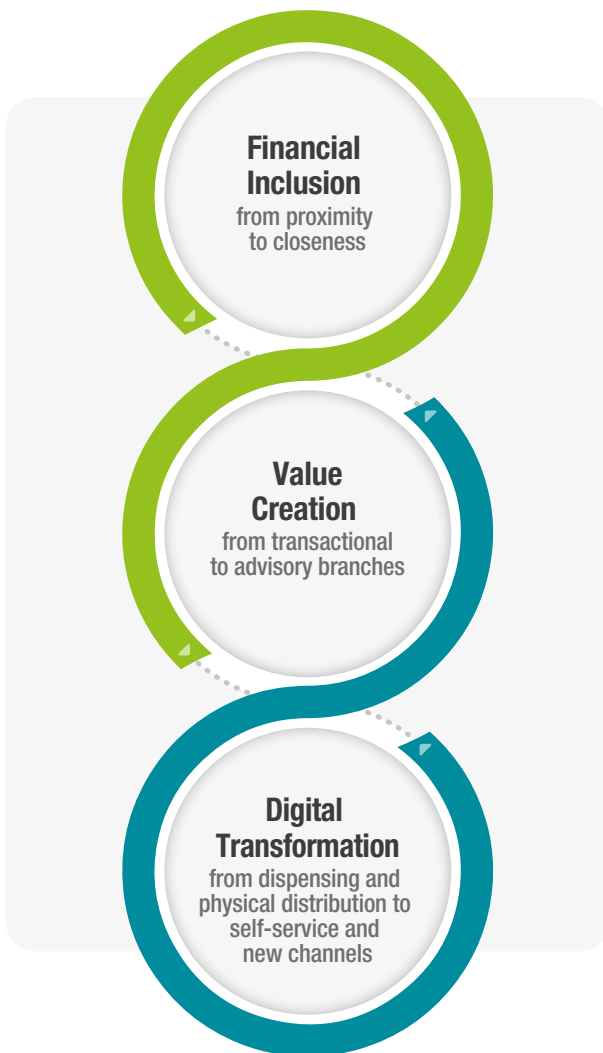 Financial
Inclusion
from proximity
to closeness
Value
Creation
from transactional
to advisory branches
Digital
Transformation
from dispensing and
physical distribution to
self-service and
new channels